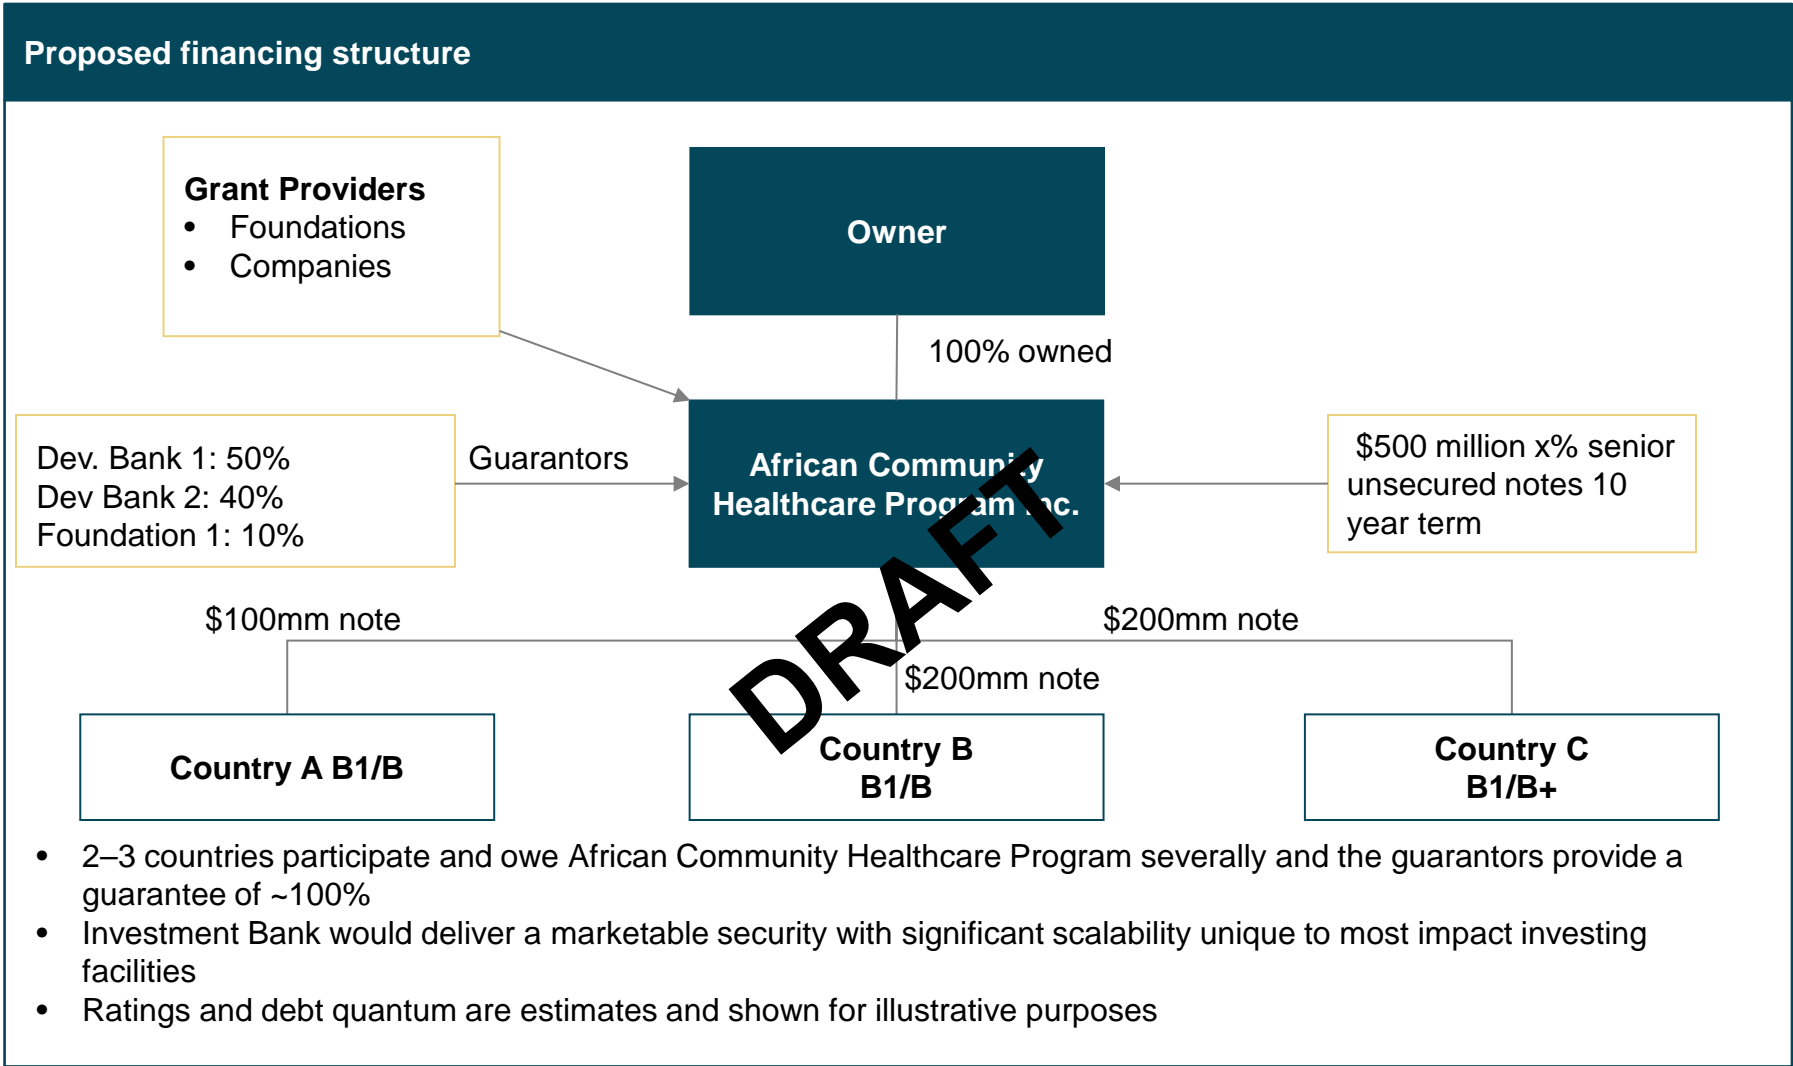 Proposed financing structure
Grant Providers
• Foundations
• Companies
Owner
100% owned
Dev. Bank 1: 50%
Dev Bank 2: 40%
Foundation 1: 10%
Guarantors
African Community
Healthcare Program Inc.
$500 million x% senior
unsecured notes 10
year term
DRAFT
$100mm note
$200mm note
$200mm note
Country A B1/B
Country B
B1/B
Country C
B1/B+
• 2–3 countries participate and owe African Community Healthcare Program severally and the guarantors provide a
guarantee of ~100%
• Investment Bank would deliver a marketable security with significant scalability unique to most impact investing
facilities
• Ratings and debt quantum are estimates and shown for illustrative purposes